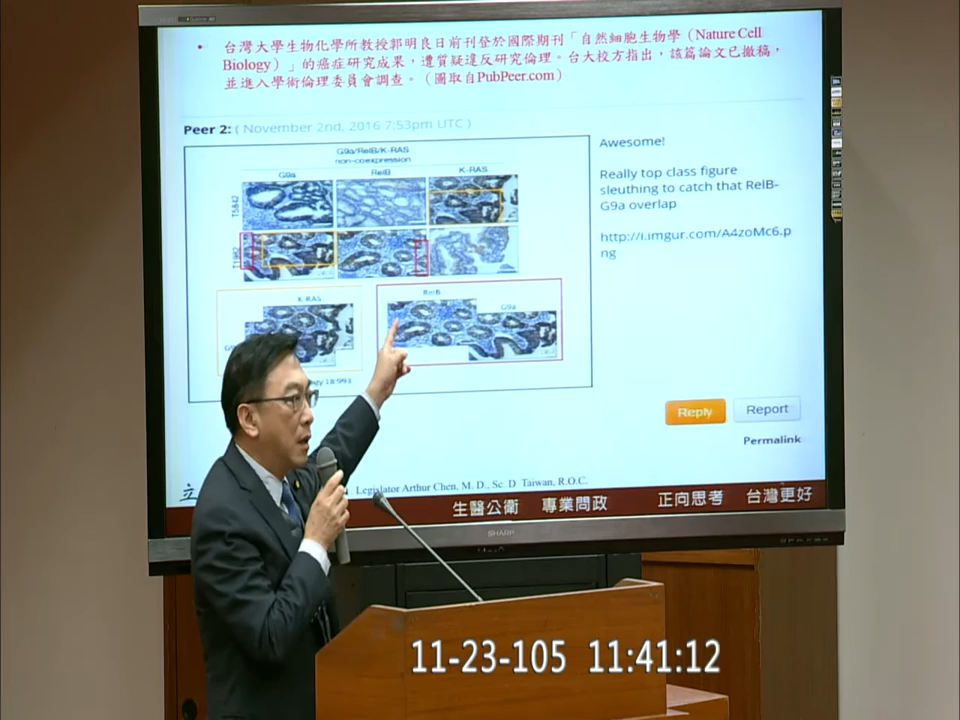 • 台灣大學生物化學所教授郭明良日前刊登於國際期刊「自然細胞生物學（Nature Cell
Biology）」的癌症研究成果，遭質疑違反研究倫理。台大校方指出，該篇論文已撤稿，
並進入學術倫理委員會調查。（圖取自PubPeer.com）
Peer 2: ( November 2nd, 2016 7:53pm UTC )
G9a/RelB/K-RAS
non-coexpression
G9a RelB K-RAS
T5842
T1982
K-RAS
RelB
G9a
Awesome!
Really top class figure
sleuthing to catch that RelB-
G9a overlap
http://i.imgur.com/A4zoMc6.p
ng
Reply Report
Permalink
立
Legislator Arthur Chen, M. D., Sc. D. Taiwan, R.O.C.
生醫公衛 專業問政 正向思考 台灣更好
SHARP
11-23-105 11:41:12